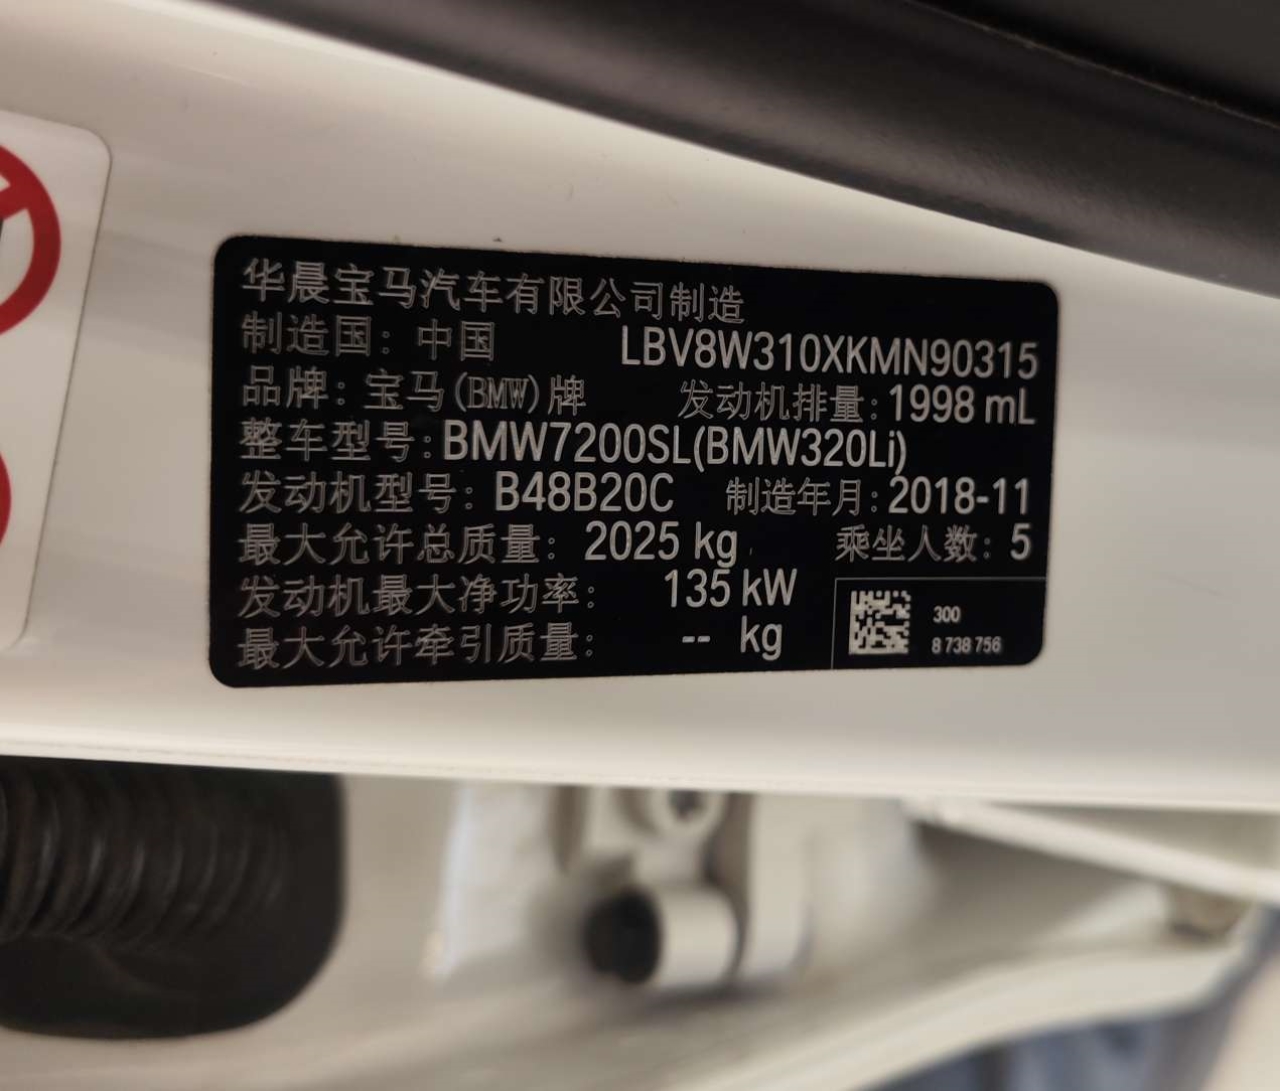 华晨宝马汽车有限公司制造
制造国：中国 LBV8W310XKMN90315
品牌：宝马(BMW)牌 发动机排量：1998 mL
整车型号：BMW7200SL(BMW320Li)
发动机型号：B48B20C 制造年月：2018-11
最大允许总质量：2025 kg 乘坐人数：5
发动机最大净功率：135 kW
最大允许牵引质量：-- kg
300
8 738 756